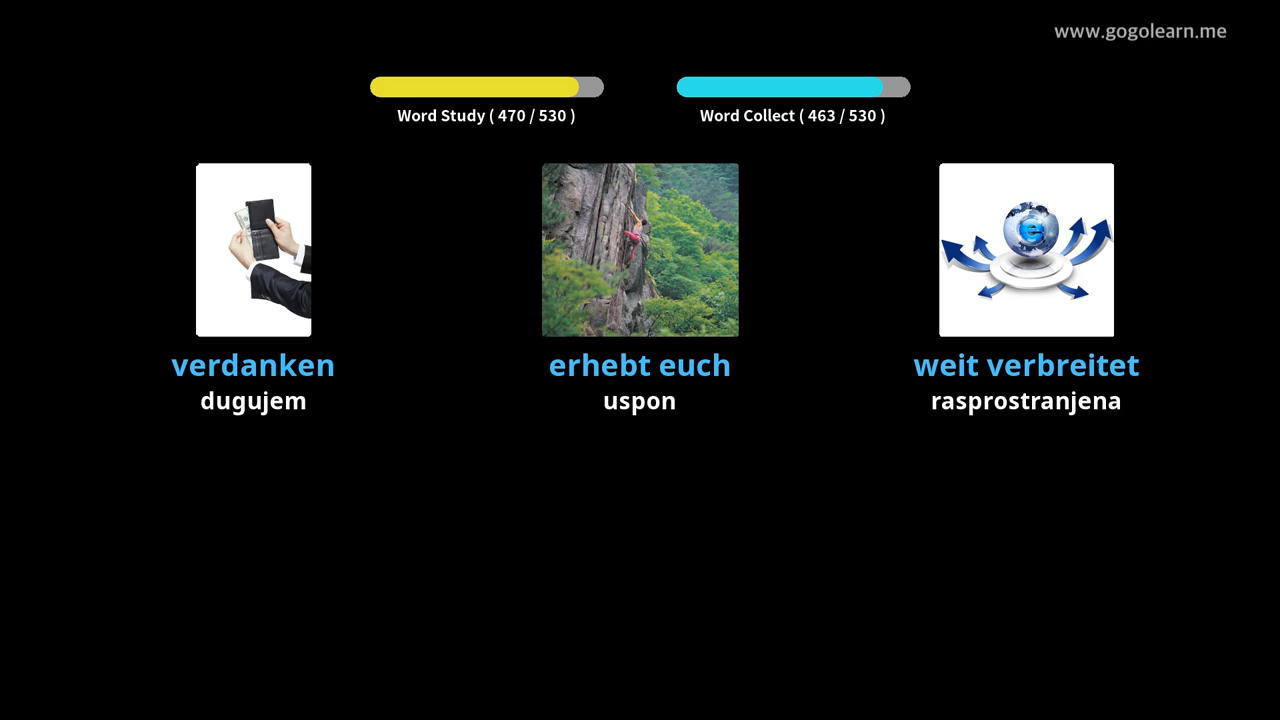 www.gogolearn.me
Word Study ( 470 / 530 )
Word Collect ( 463 / 530 )
verdanken
dugujem
erhebt euch
uspon
weit verbreitet
rasprostranjena
e